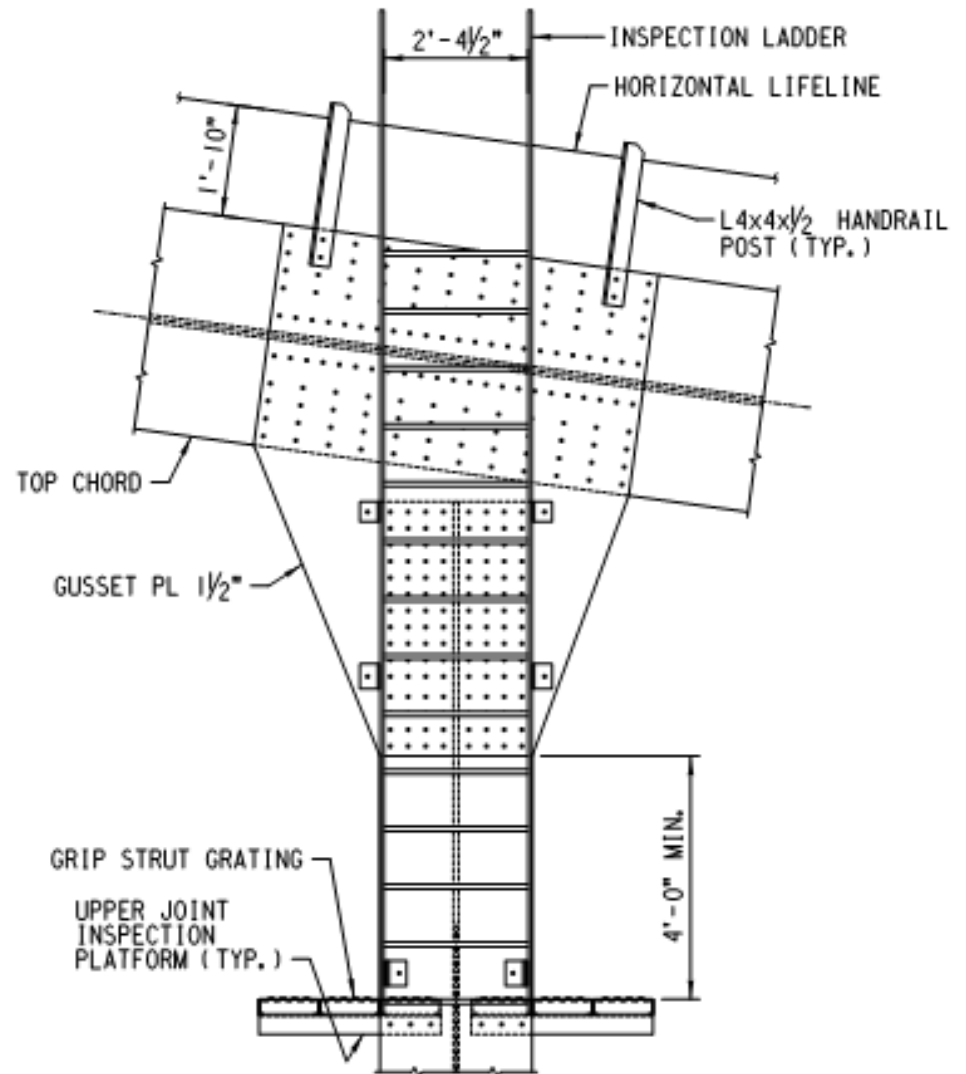 2'-4½"
INSPECTION LADDER
HORIZONTAL LIFELINE
1'-10"
L4x4x½ HANDRAIL
POST (TYP.)
TOP CHORD
GUSSET PL 1½"
4'-0" MIN.
GRIP STRUT GRATING
UPPER JOINT
INSPECTION
PLATFORM (TYP.)